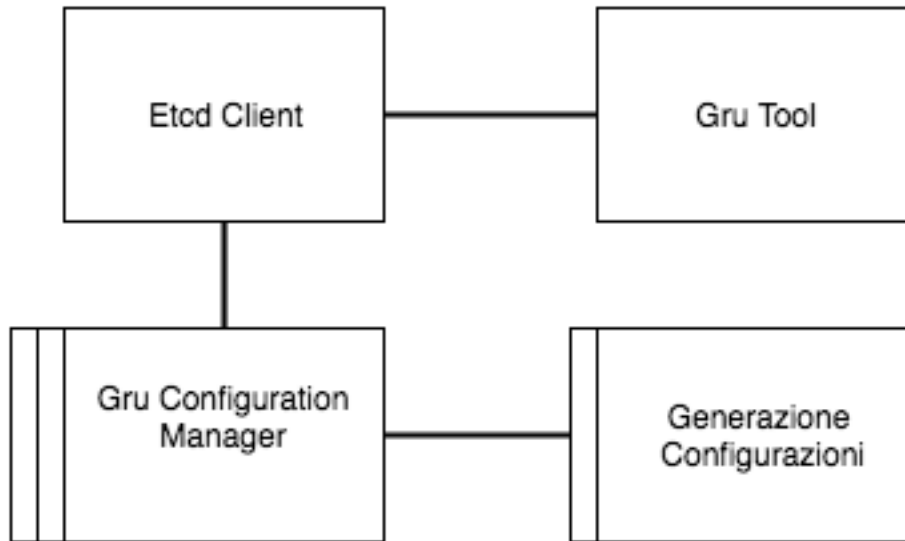 Etcd Client
Gru Tool
Gru Configuration
Manager
Generazione
Configurazioni